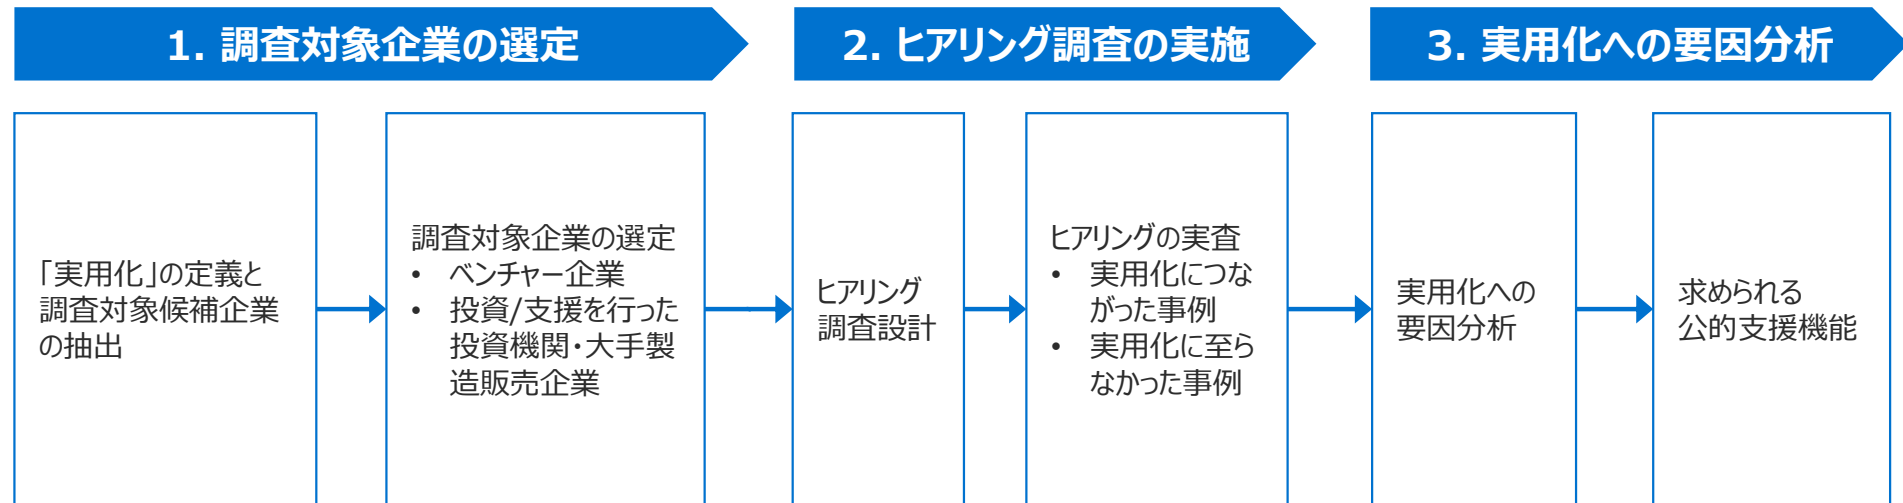 1. 調査対象企業の選定
2. ヒアリング調査の実施
3. 実用化への要因分析
「実用化」の定義と
調査対象候補企業
の抽出
調査対象企業の選定
• ベンチャー企業
• 投資/支援を行った
投資機関・大手製
造販売企業
ヒアリング
調査設計
ヒアリングの実査
• 実用化につな
がった事例
• 実用化に至ら
なかった事例
実用化への
要因分析
求められる
公的支援機能